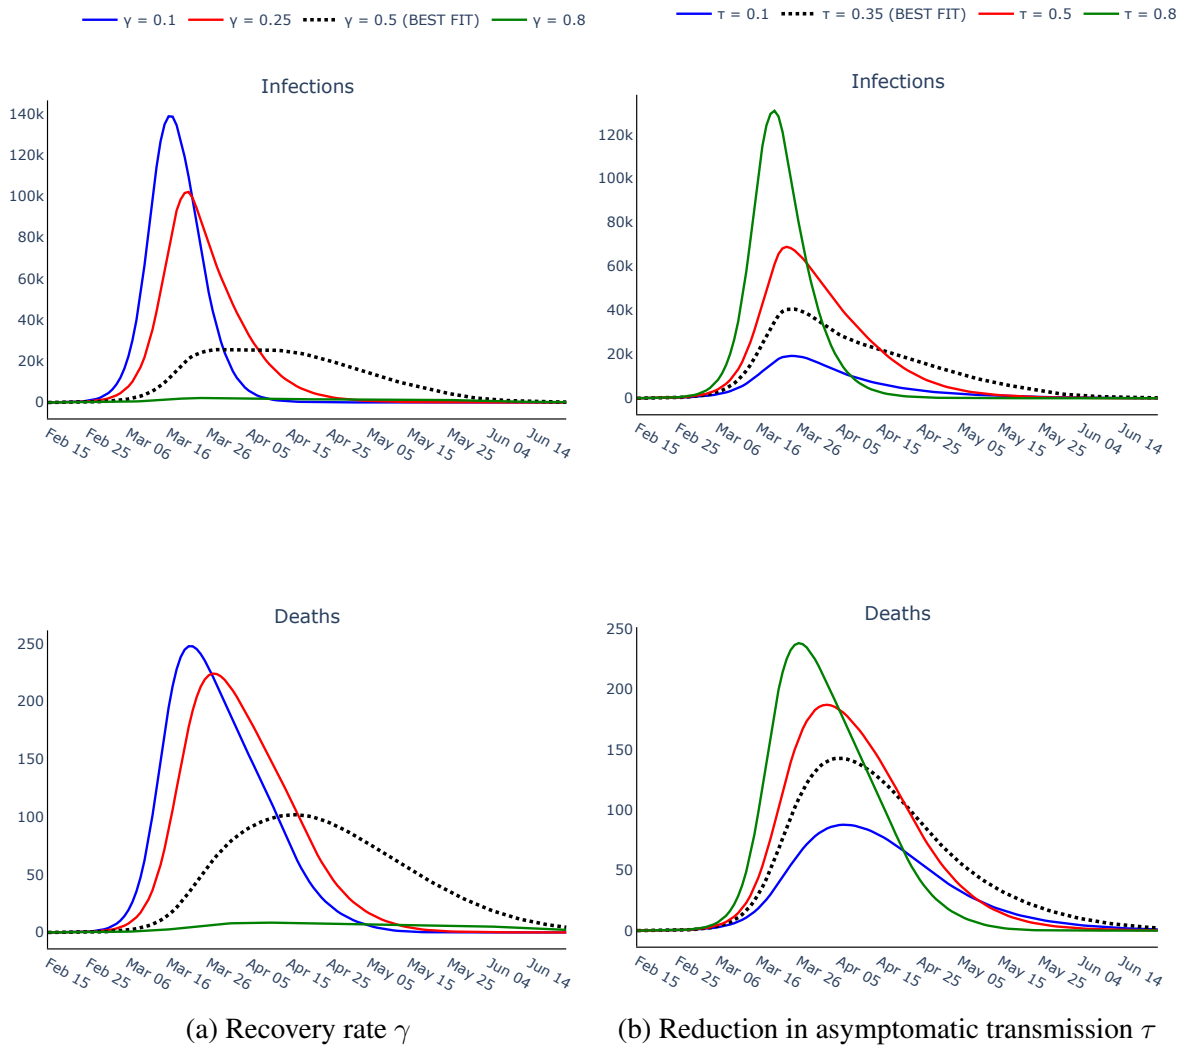 γ = 0.1 γ = 0.25 γ = 0.5 (BEST FIT) γ = 0.8
Infections
140k
120k
100k
80k
60k
40k
20k
0
Feb 15 Feb 25 Mar 06 Mar 16 Mar 26 Apr 05 Apr 15 Apr 25 May 05 May 15 May 25 Jun 04 Jun 14
Deaths
250
200
150
100
50
0
Feb 15 Feb 25 Mar 06 Mar 16 Mar 26 Apr 05 Apr 15 Apr 25 May 05 May 15 May 25 Jun 04 Jun 14
(a) Recovery rate γ
τ = 0.1 τ = 0.35 (BEST FIT) τ = 0.5 τ = 0.8
Infections
120k
100k
80k
60k
40k
20k
0
Feb 15 Feb 25 Mar 06 Mar 16 Mar 26 Apr 05 Apr 15 Apr 25 May 05 May 15 May 25 Jun 04 Jun 14
Deaths
250
200
150
100
50
0
Feb 15 Feb 25 Mar 06 Mar 16 Mar 26 Apr 05 Apr 15 Apr 25 May 05 May 15 May 25 Jun 04 Jun 14
(b) Reduction in asymptomatic transmission τ